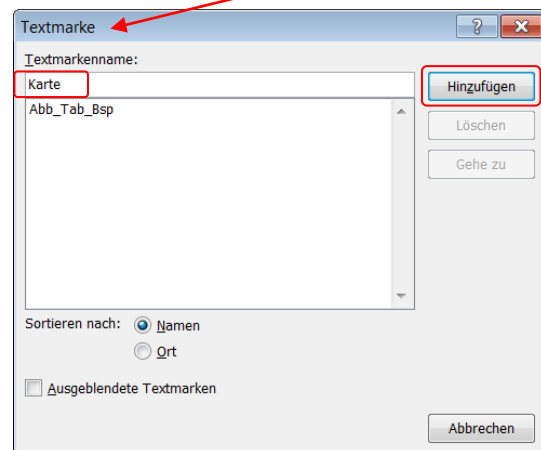 Textmarke
Textmarkenname:
Karte
Hinzufügen
Abb_Tab_Bsp
Löschen
Gehe zu
Sortieren nach:
Namen
Ort
Ausgeblendete Textmarken
Abbrechen